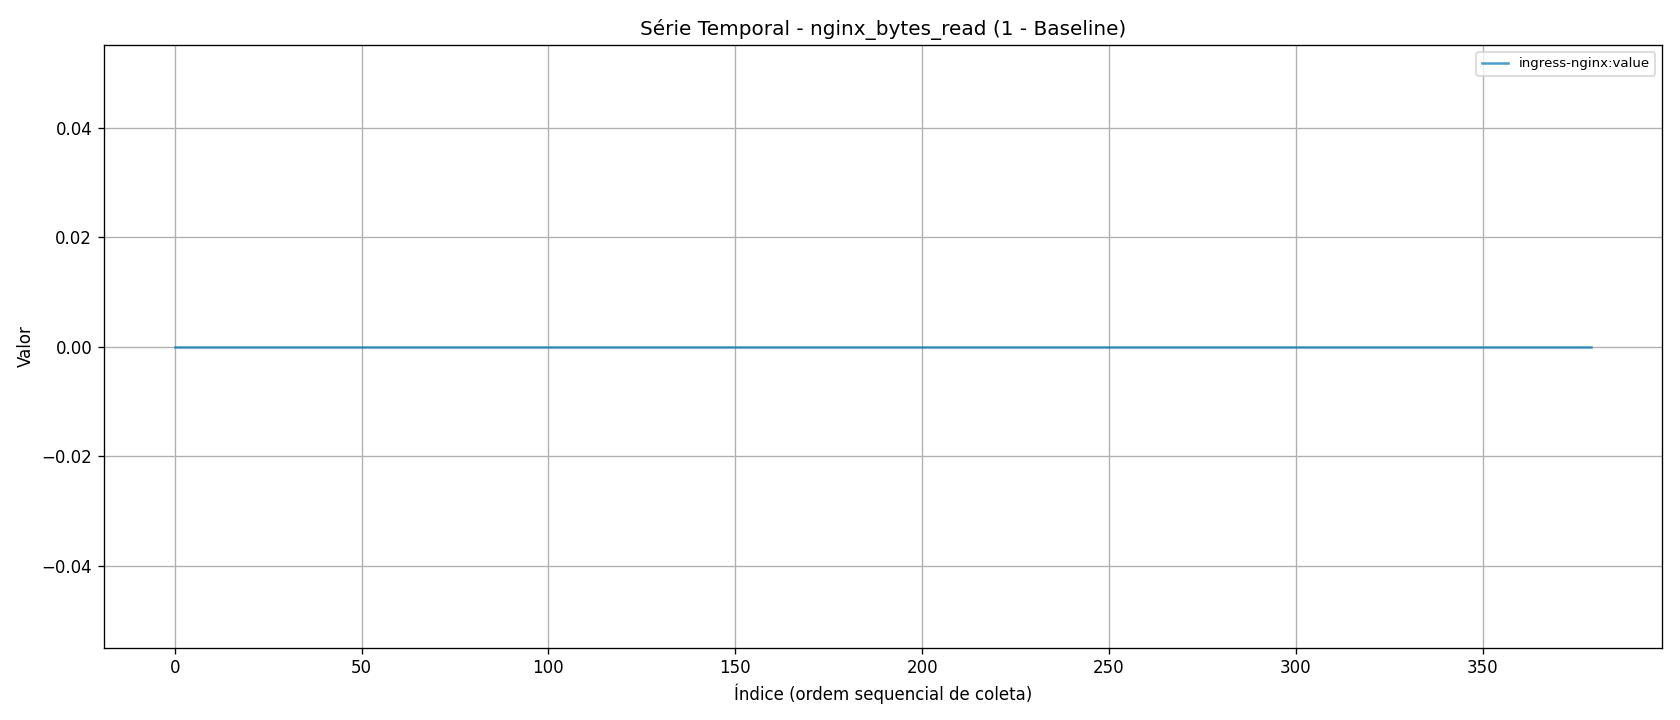 Série Temporal - nginx_bytes_read (1 - Baseline)
ingress-nginx:value
0.04
0.02
0.00
−0.02
−0.04
Valor
0 50 100 150 200 250 300 350
Índice (ordem sequencial de coleta)